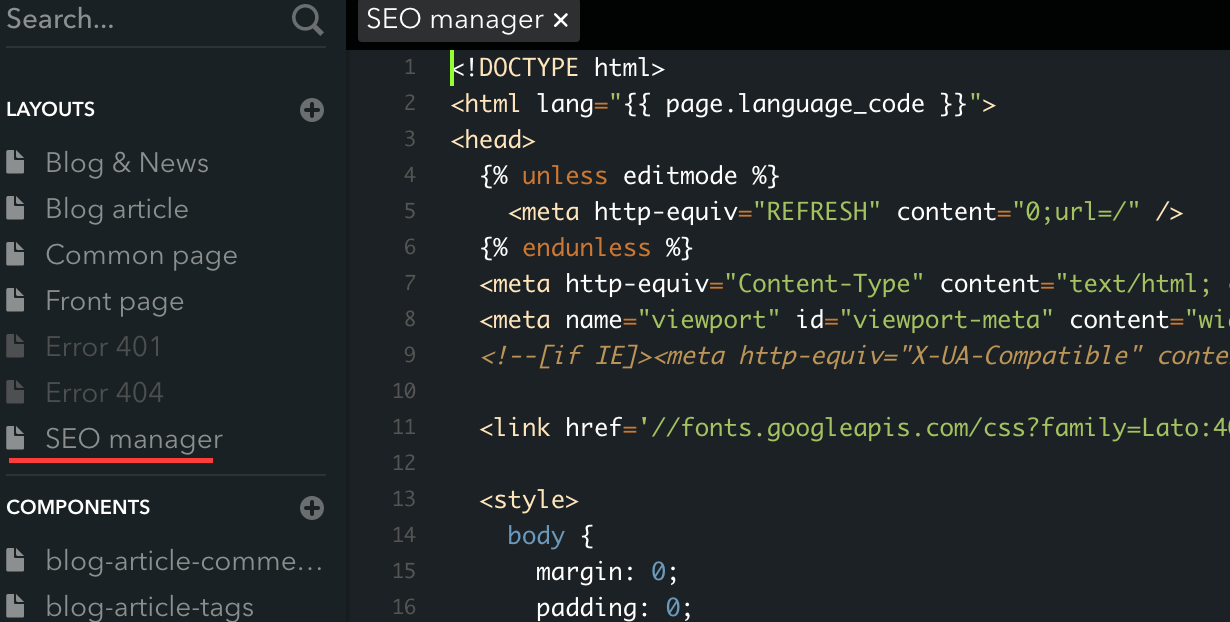 Search...
LAYOUTS
Blog & News
Blog article
Common page
Front page
Error 401
Error 404
SEO manager
COMPONENTS
blog-article-comme...
blog-article-tags
SEO manager ×
1 <!DOCTYPE html>
2 <html lang="{{ page.language_code }}">
3 <head>
4 {% unless editmode %}
5 <meta http-equiv="REFRESH" content="0;url=/" />
6 {% endunless %}
7 <meta http-equiv="Content-Type" content="text/html;
8 <meta name="viewport" id="viewport-meta" content="wi
9 <!--[if IE]><meta http-equiv="X-UA-Compatible" conte
10
11 <link href='//fonts.googleapis.com/css?family=Lato:4
12
13 <style>
14 body {
15 margin: 0;
16 padding: 0;